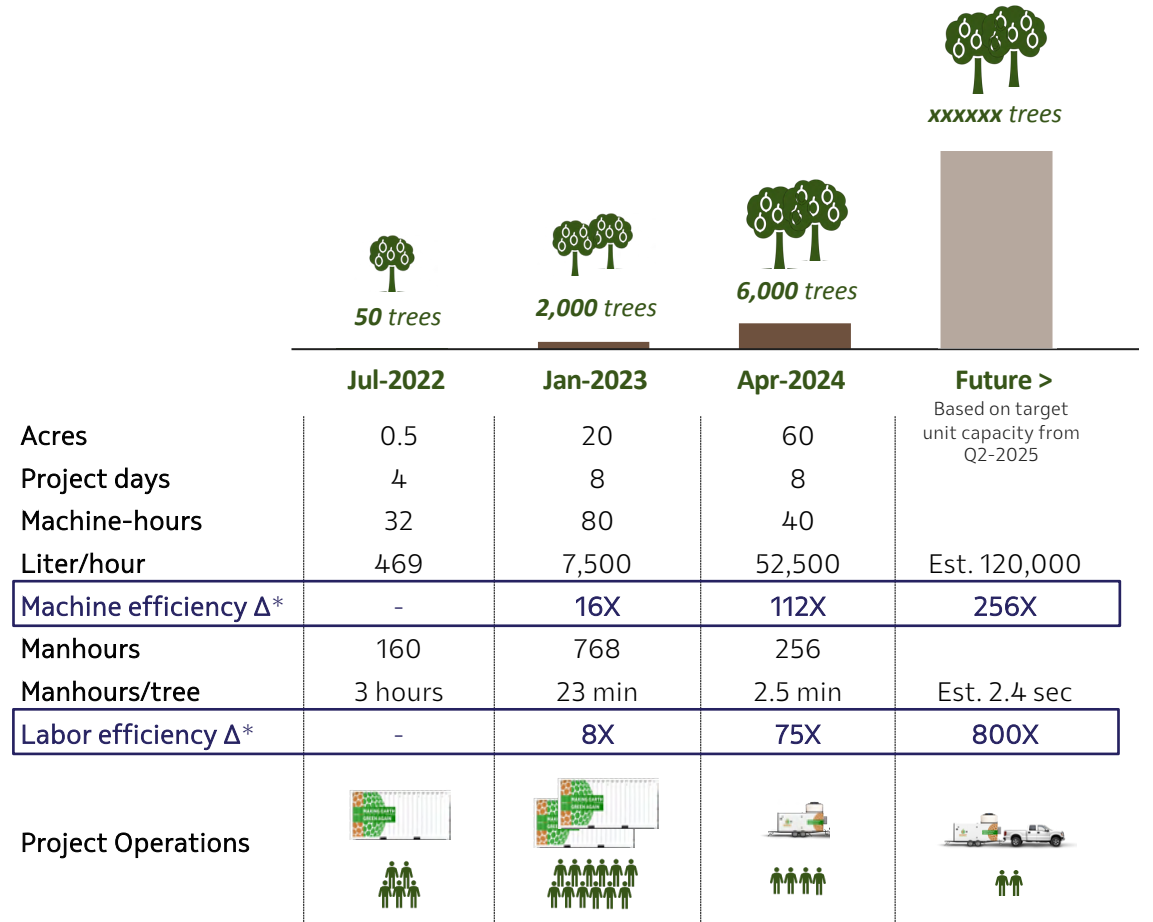 xxxxxx trees
6,000 trees
2,000 trees
50 trees
Jul-2022 Jan-2023 Apr-2024 Future >
Based on target
unit capacity from
Q2-2025
Acres 0.5 20 60
Project days 4 8 8
Machine-hours 32 80 40
Liter/hour 469 7,500 52,500 Est. 120,000
Machine efficiency Δ* - 16X 112X 256X
Manhours 160 768 256
Manhours/tree 3 hours 23 min 2.5 min Est. 2.4 sec
Labor efficiency Δ* - 8X 75X 800X
Project Operations
MAKING EARTH
GREEN AGAIN
MAKING EARTH
GREEN AGAIN